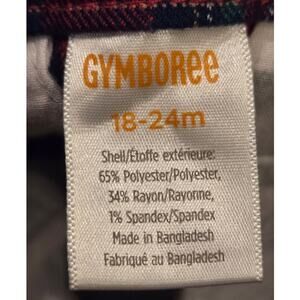 GYMBOREE
18-24m
Shell/Étoffe extérieure:
65% Polyester/Polyester,
34% Rayon/Rayonne,
1% Spandex/Spandex
Made in Bangladesh
Fabriqué au Bangladesh